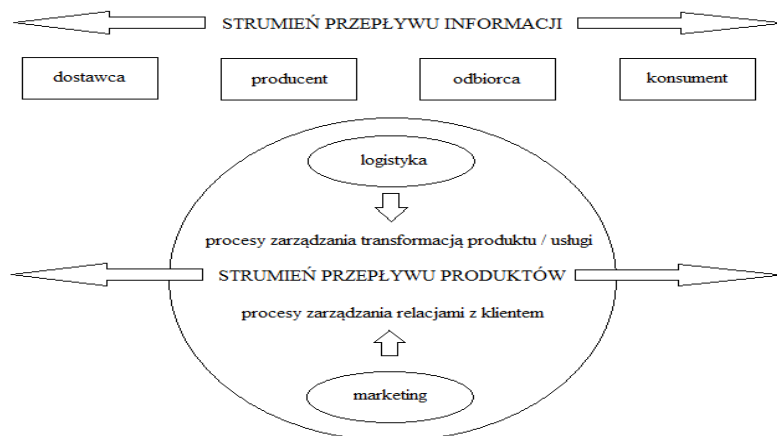 STRUMIEŃ PRZEPŁYWU INFORMACJI
dostawca
producent
odbiorca
konsument
logistyka
procesy zarządzania transformacją produktu / usługi
STRUMIEŃ PRZEPŁYWU PRODUKTÓW
procesy zarządzania relacjami z klientem
marketing